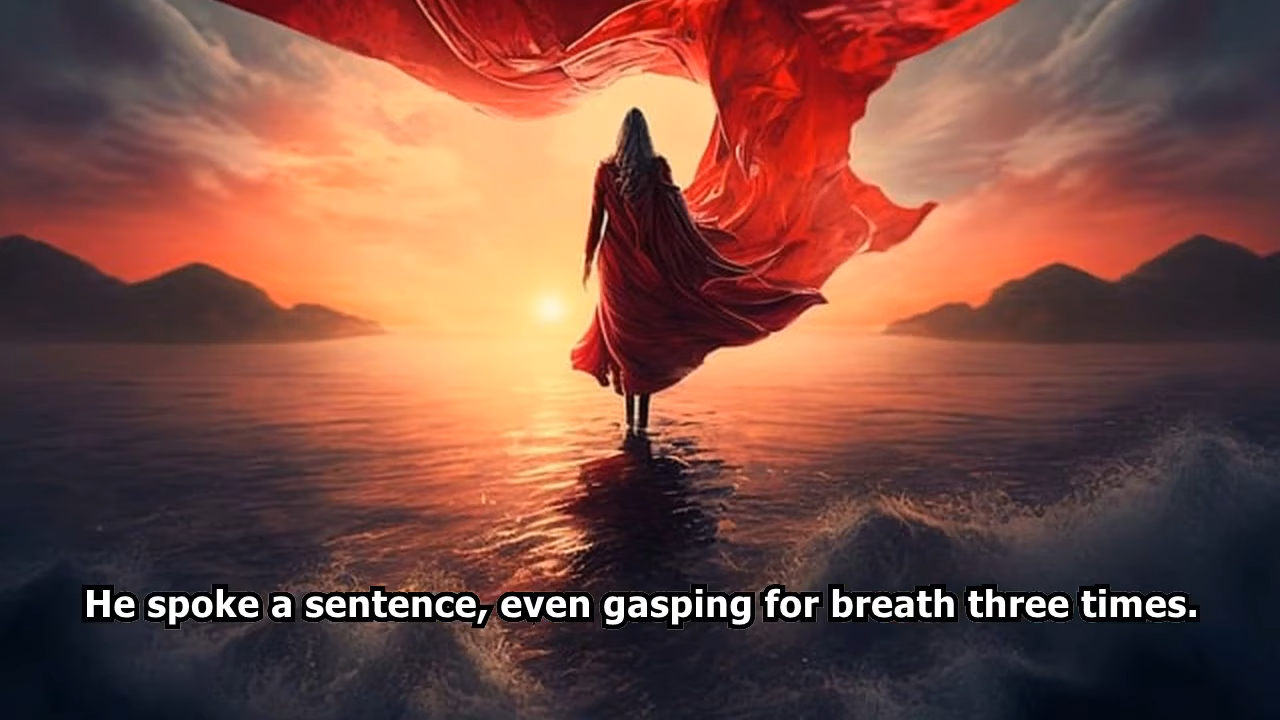 He spoke a sentence, even gasping for breath three times.